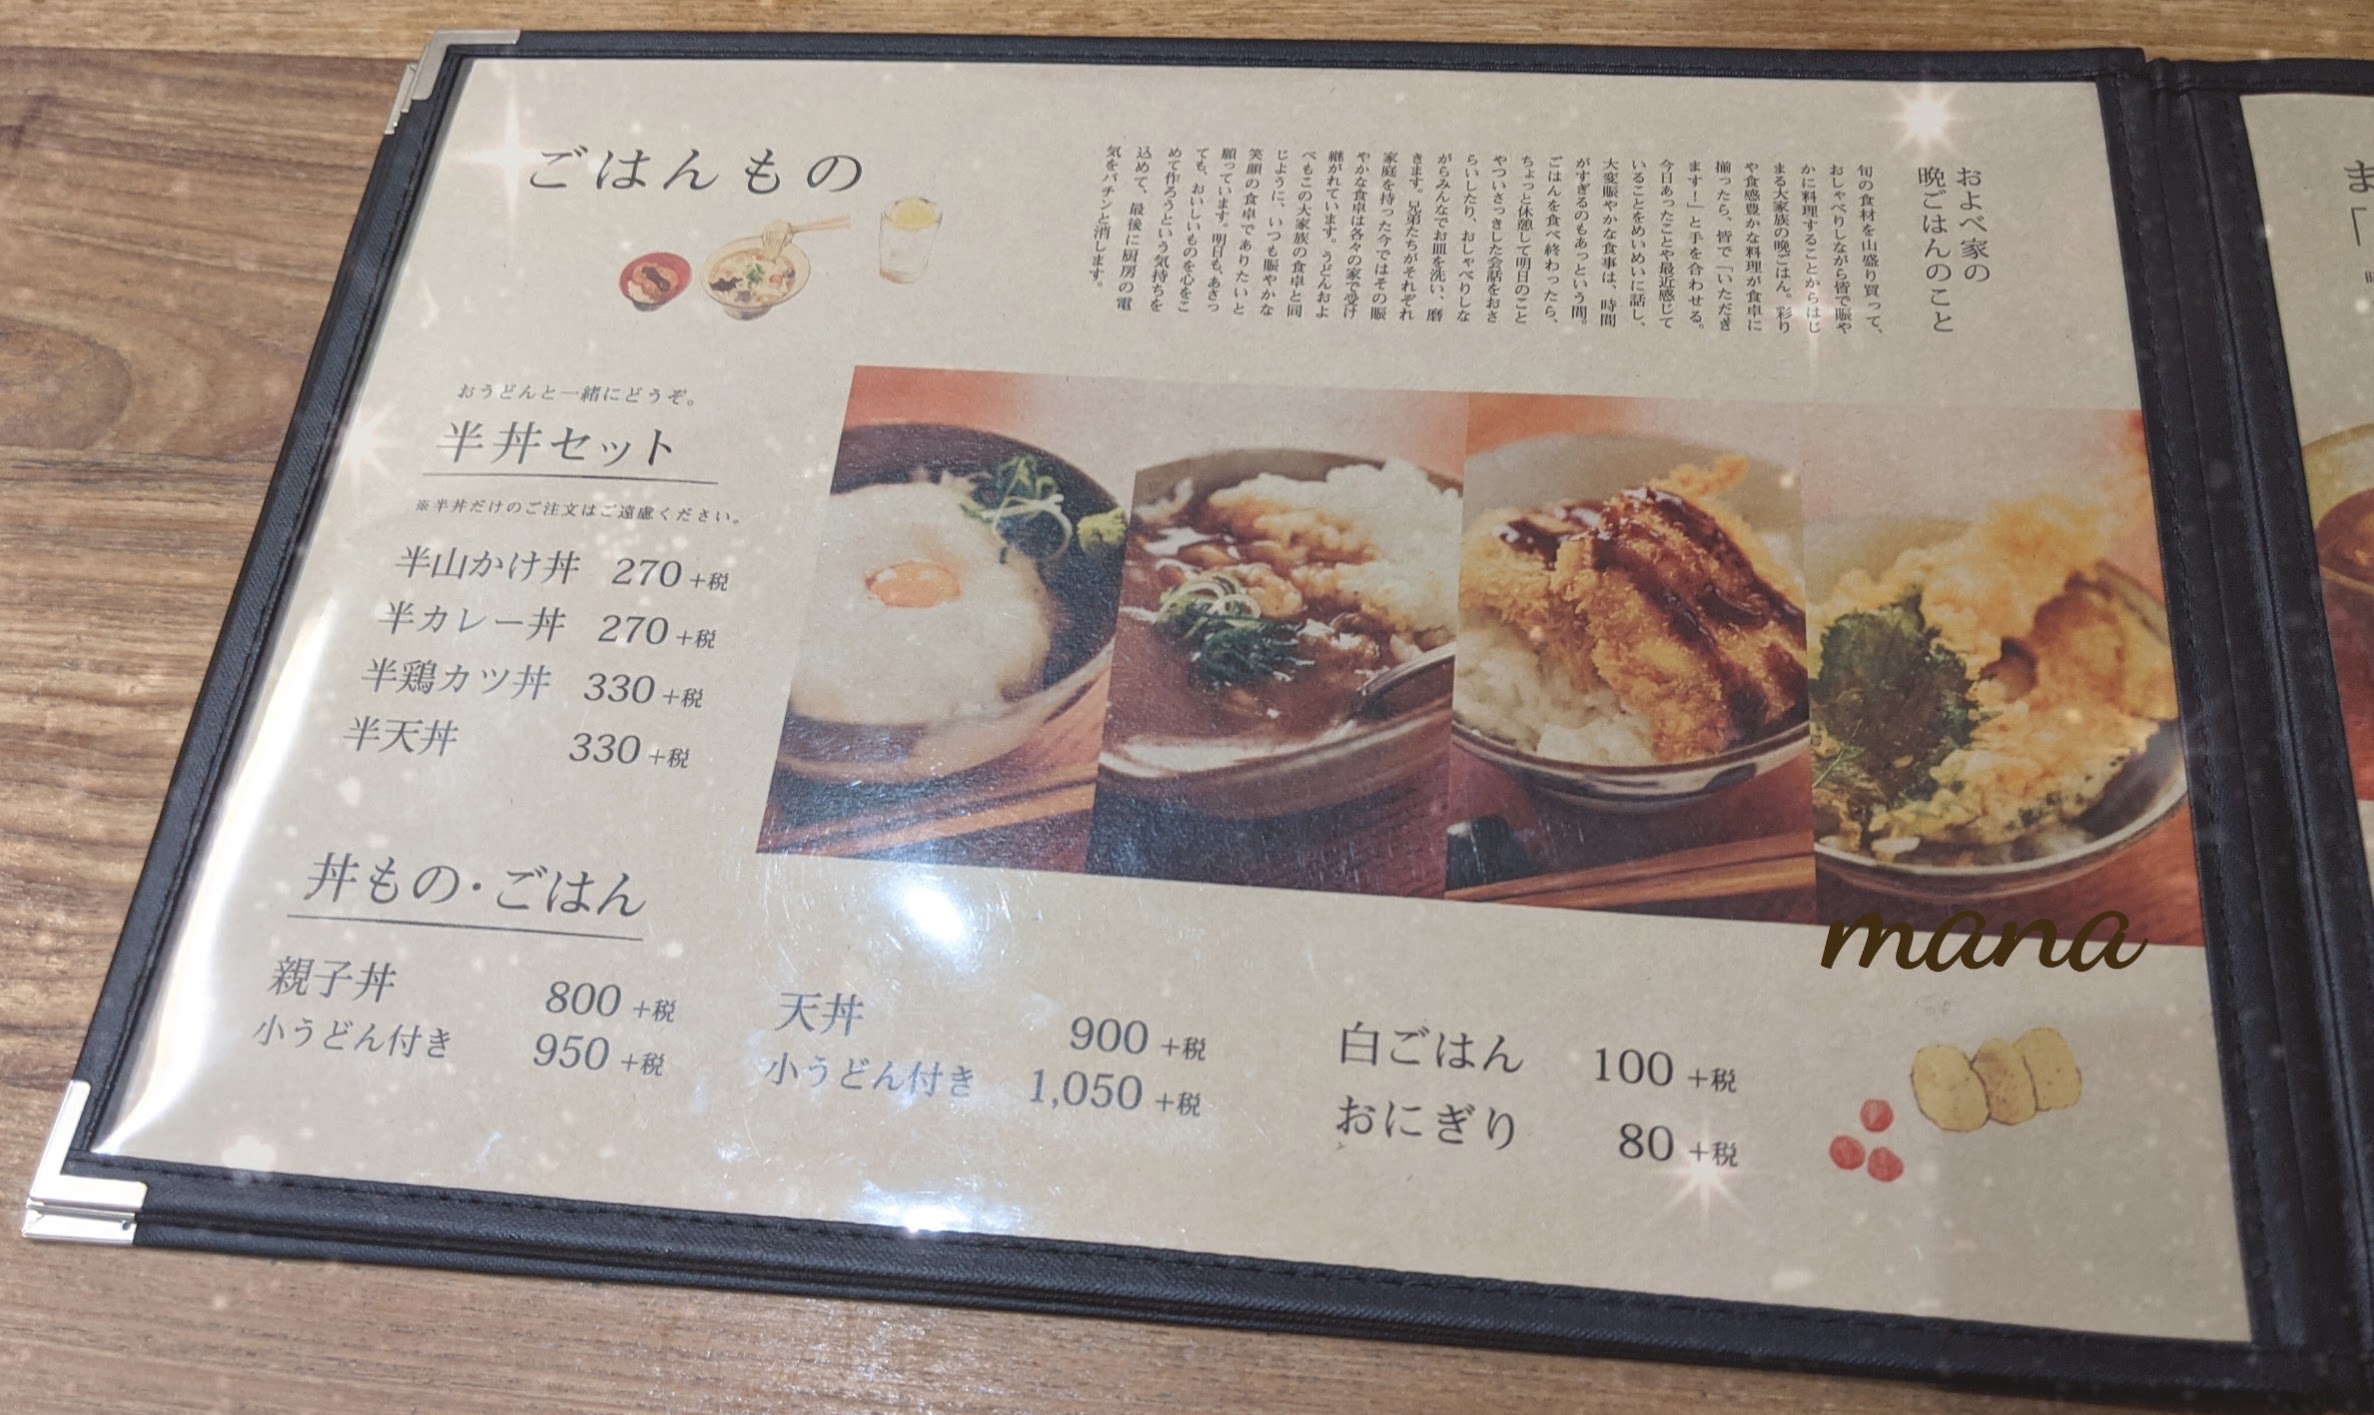 ごはんもの
およべ家の
晩ごはんのこと
旬の食材を山盛り買って、
おしゃべりしながら皆で賑や
かに料理することからはじ
まる大家族の晩ごはん。彩り
や食感豊かな料理が食卓に
揃ったら、皆で「いただき
ます！」と手を合わせる。
今日あったことや最近感じて
いることをめいめいに話し、
大変賑やかな食事は、時間
がすぎるのもあっという間。
ごはんを食べ終わったら、
ちょっと休憩して明日のこと
やついさっきした会話をおさ
らいしたり、おしゃべりしな
がらみんなでお皿を洗い、磨
きます。兄弟たちがそれぞれ
家庭を持った今ではその賑
やかな食卓は各々の家で受け
継がれています。うどんおよ
べもこの大家族の食卓と同
じように、いつも賑やかな
笑顔の食卓でありたいと
願っています。明日も、あさっ
ても、おいしいものを心をこ
めて作ろうという気持ちを
込めて、最後に厨房の電
気をパチンと消します。
おうどんと一緒にどうぞ。
半丼セット
※半丼だけのご注文はご遠慮ください。
半山かけ丼 270+税
半カレー丼 270+税
半鶏カツ丼 330+税
半天丼 330+税
丼もの・ごはん
親子丼 800+税
小うどん付き 950+税
天丼 900+税
小うどん付き 1,050+税
白ごはん 100+税
おにぎり 80+税
mana
ま
「